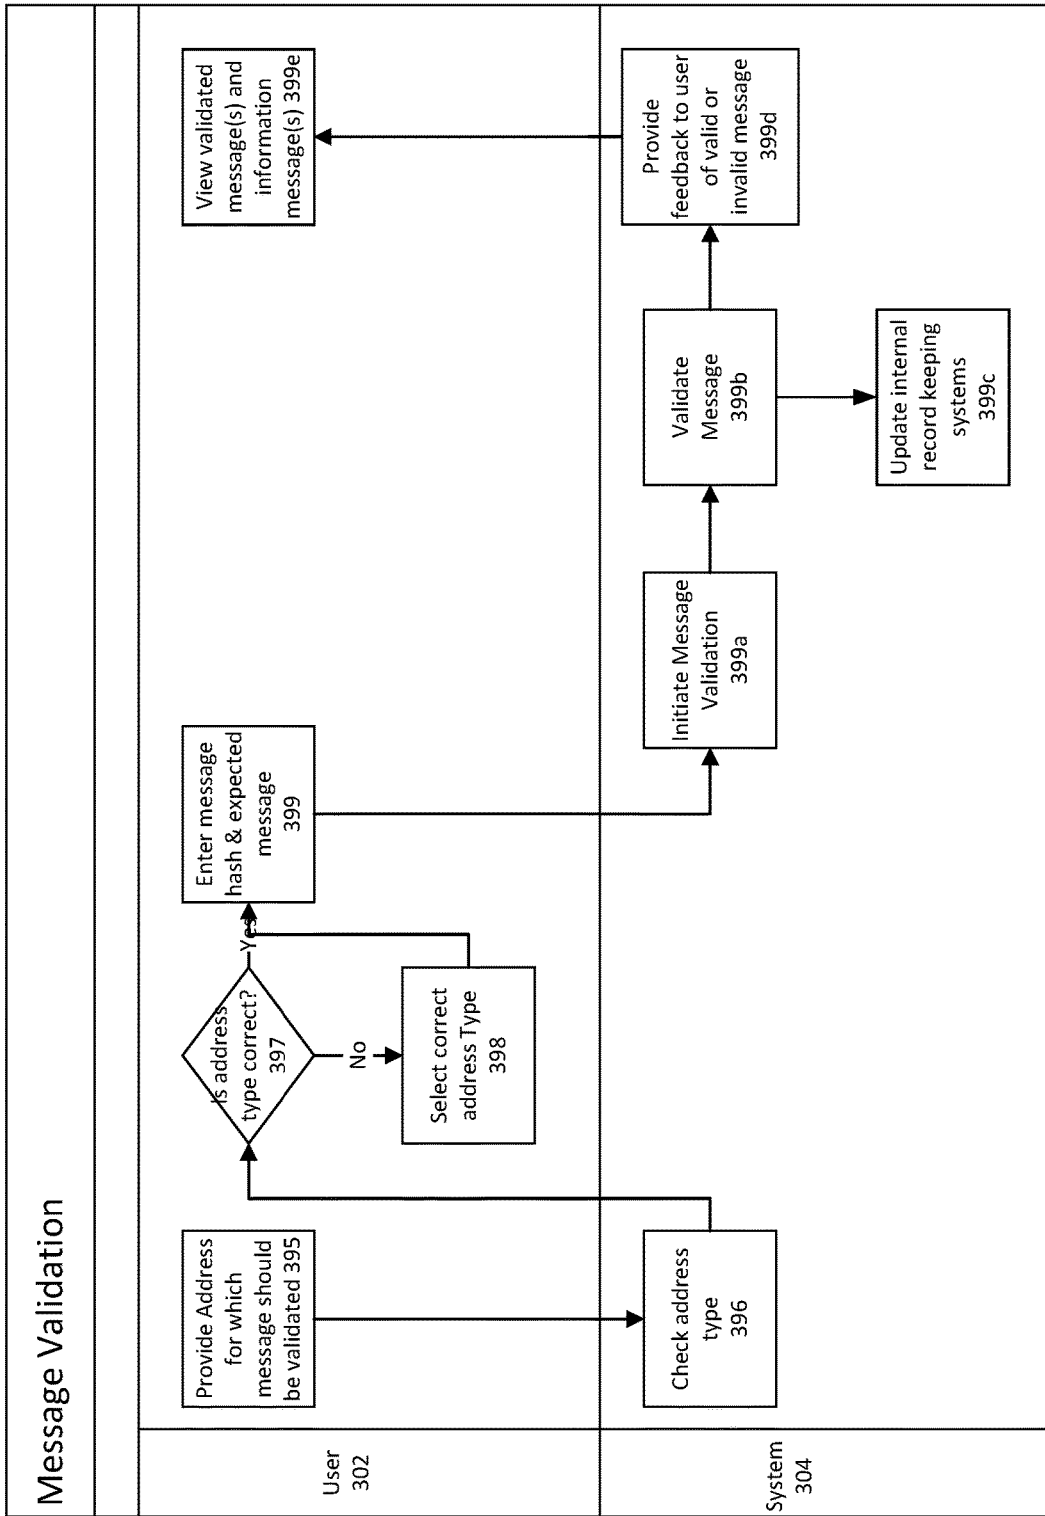 Message Validation
User
302
Provide Address
for which
message should
be validated 395
Is address
type correct?
397
Yes
No
Select correct
address Type
398
Enter message
hash & expected
message
399
View validated
message(s) and
information
message(s) 399e
System
304
Check address
type
396
Initiate Message
Validation
399a
Validate
Message
399b
Update internal
record keeping
systems
399c
Provide
feedback to user
of valid or
invalid message
399d